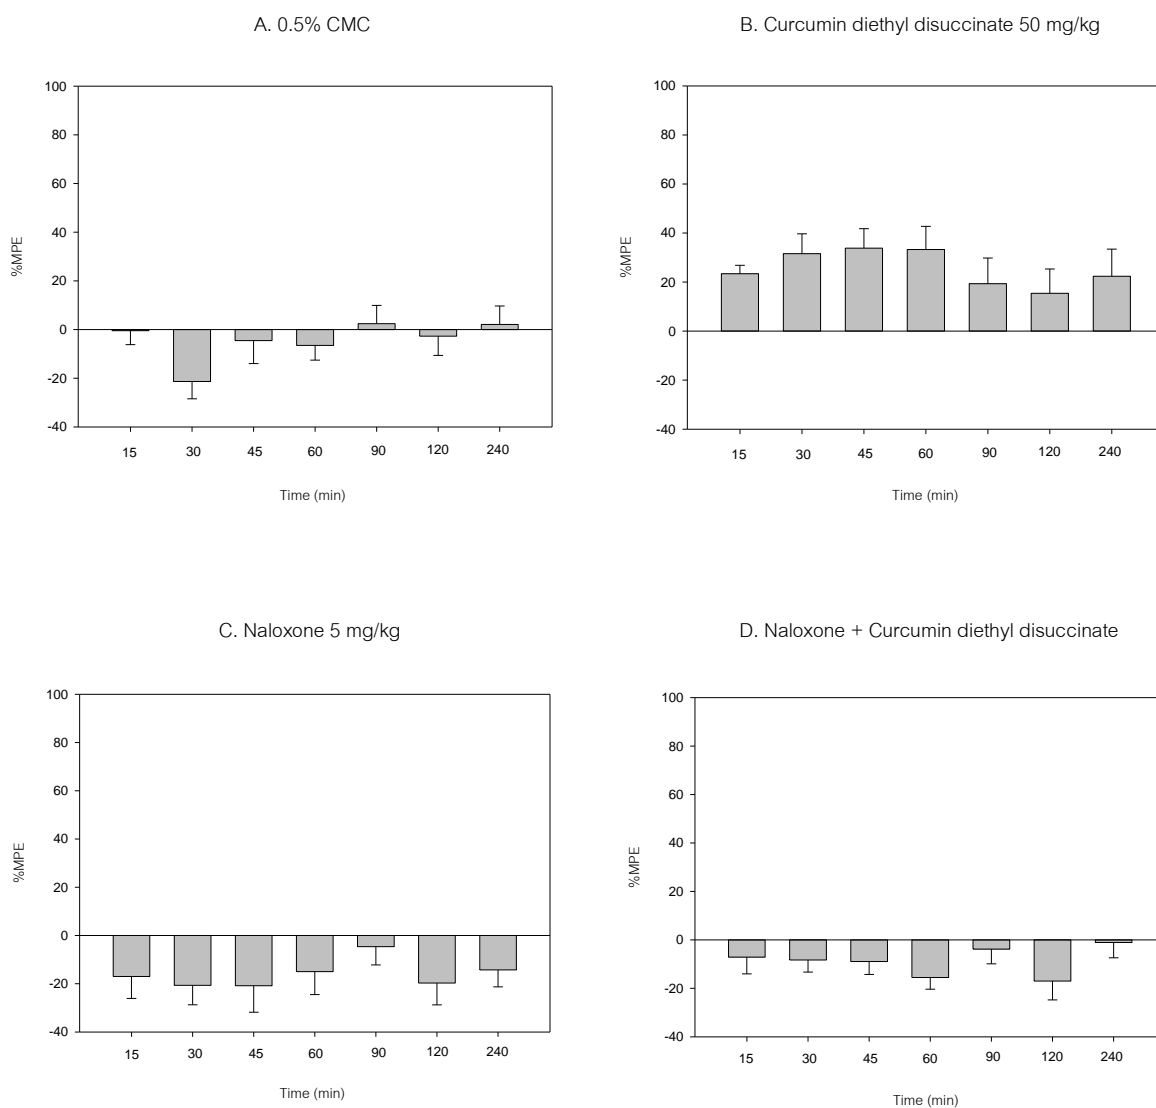 A. 0.5% CMC
100
80
60
40
20
0
-20
-40
%MPE
15 30 45 60 90 120 240
Time (min)
B. Curcumin diethyl disuccinate 50 mg/kg
100
80
60
40
20
0
-20
-40
%MPE
15 30 45 60 90 120 240
Time (min)
C. Naloxone 5 mg/kg
100
80
60
40
20
0
-20
-40
%MPE
15 30 45 60 90 120 240
Time (min)
D. Naloxone + Curcumin diethyl disuccinate
100
80
60
40
20
0
-20
-40
%MPE
15 30 45 60 90 120 240
Time (min)